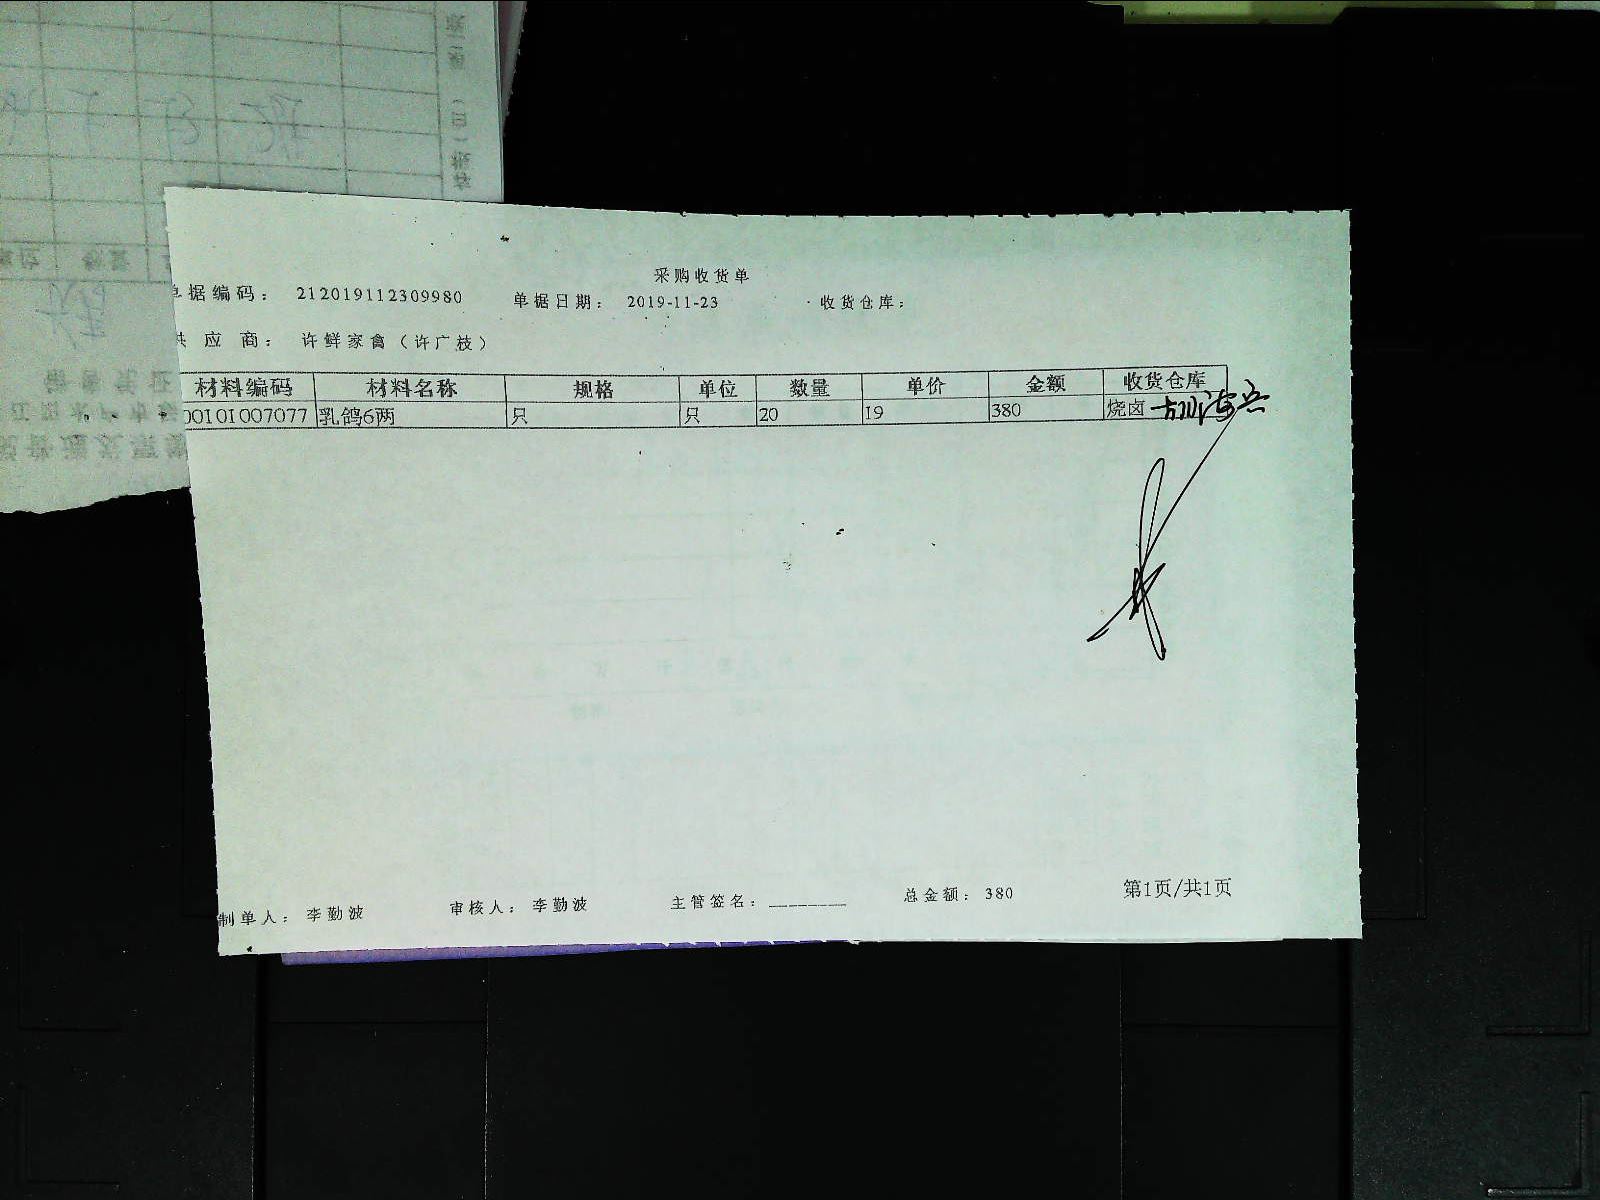 采购收货单
单据编码： 212019112309980 单据日期： 2019-11-23 收货仓库：
供应商： 许鲜家禽（许广枝）
材料编码 材料名称 规格 单位 数量 单价 金额 收货仓库
00101007077 乳鸽6两 只 只 20 19 380 烧卤
制单人： 李勤波 审核人： 李勤波 主管签名：________ 总金额： 380 第1页/共1页